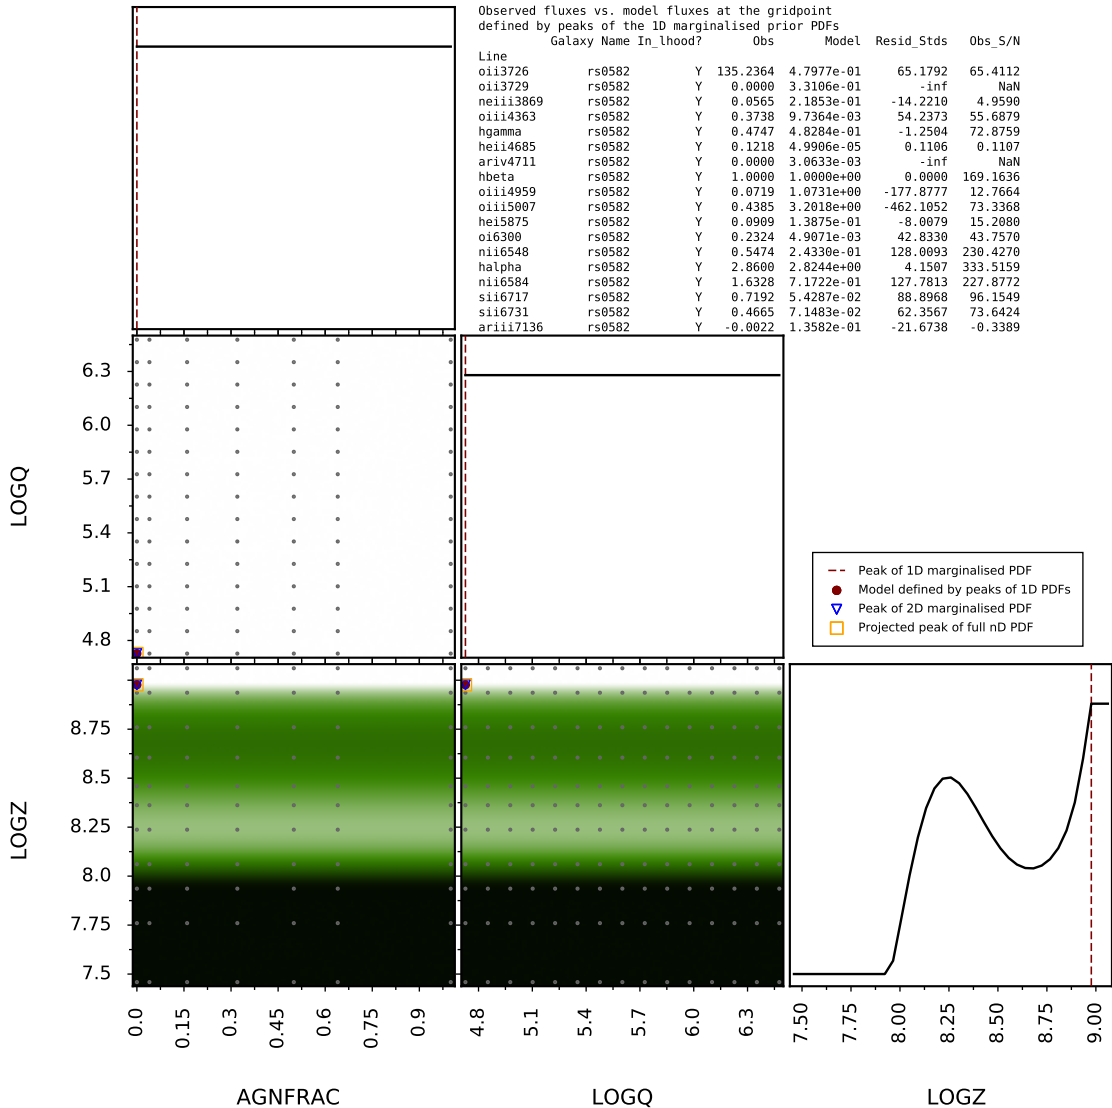 Observed fluxes vs. model fluxes at the gridpoint
defined by peaks of the 1D marginalised prior PDFs
Galaxy Name In_lhood? Obs Model Resid_Stds Obs_S/N
Line
oii3726 rs0582 Y 135.2364 4.7977e-01 65.1792 65.4112
oii3729 rs0582 Y 0.0000 3.3106e-01 -inf NaN
neiii3869 rs0582 Y 0.0565 2.1853e-01 -14.2210 4.9590
oiii4363 rs0582 Y 0.3738 9.7364e-03 54.2373 55.6879
hgamma rs0582 Y 0.4747 4.8284e-01 -1.2504 72.8759
heii4685 rs0582 Y 0.1218 4.9906e-05 0.1106 0.1107
ariv4711 rs0582 Y 0.0000 3.0633e-03 -inf NaN
hbeta rs0582 Y 1.0000 1.0000e+00 0.0000 169.1636
oiii4959 rs0582 Y 0.0719 1.0731e+00 -177.8777 12.7664
oiii5007 rs0582 Y 0.4385 3.2018e+00 -462.1052 73.3368
hei5875 rs0582 Y 0.0909 1.3875e-01 -8.0079 15.2080
oi6300 rs0582 Y 0.2324 4.9071e-03 42.8330 43.7570
nii6548 rs0582 Y 0.5474 2.4330e-01 128.0093 230.4270
halpha rs0582 Y 2.8600 2.8244e+00 4.1507 333.5159
nii6584 rs0582 Y 1.6328 7.1722e-01 127.7813 227.8772
sii6717 rs0582 Y 0.7192 5.4287e-02 88.8968 96.1549
sii6731 rs0582 Y 0.4665 7.1483e-02 62.3567 73.6424
ariii7136 rs0582 Y -0.0022 1.3582e-01 -21.6738 -0.3389
LOGQ
6.3
6.0
5.7
5.4
5.1
4.8
Peak of 1D marginalised PDF
Model defined by peaks of 1D PDFs
Peak of 2D marginalised PDF
Projected peak of full nD PDF
LOGZ
8.75
8.5
8.25
8.0
7.75
7.5
0.0 0.15 0.3 0.45 0.6 0.75 0.9
4.8 5.1 5.4 5.7 6.0 6.3
7.50 7.75 8.00 8.25 8.50 8.75 9.00
AGNFRAC LOGQ LOGZ